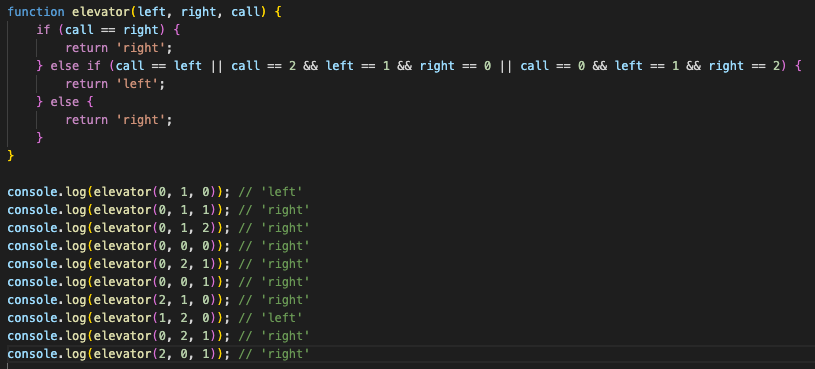 function elevator(left, right, call) {
    if (call == right) {
        return 'right';
    } else if (call == left || call == 2 && left == 1 && right == 0 || call == 0 && left == 1 && right == 2) {
        return 'left';
    } else {
        return 'right';
    }
}

console.log(elevator(0, 1, 0)); // 'left'
console.log(elevator(0, 1, 1)); // 'right'
console.log(elevator(0, 1, 2)); // 'right'
console.log(elevator(0, 0, 0)); // 'right'
console.log(elevator(0, 2, 1)); // 'right'
console.log(elevator(0, 0, 1)); // 'right'
console.log(elevator(2, 1, 0)); // 'right'
console.log(elevator(1, 2, 0)); // 'left'
console.log(elevator(0, 2, 1)); // 'right'
console.log(elevator(2, 0, 1)); // 'right'